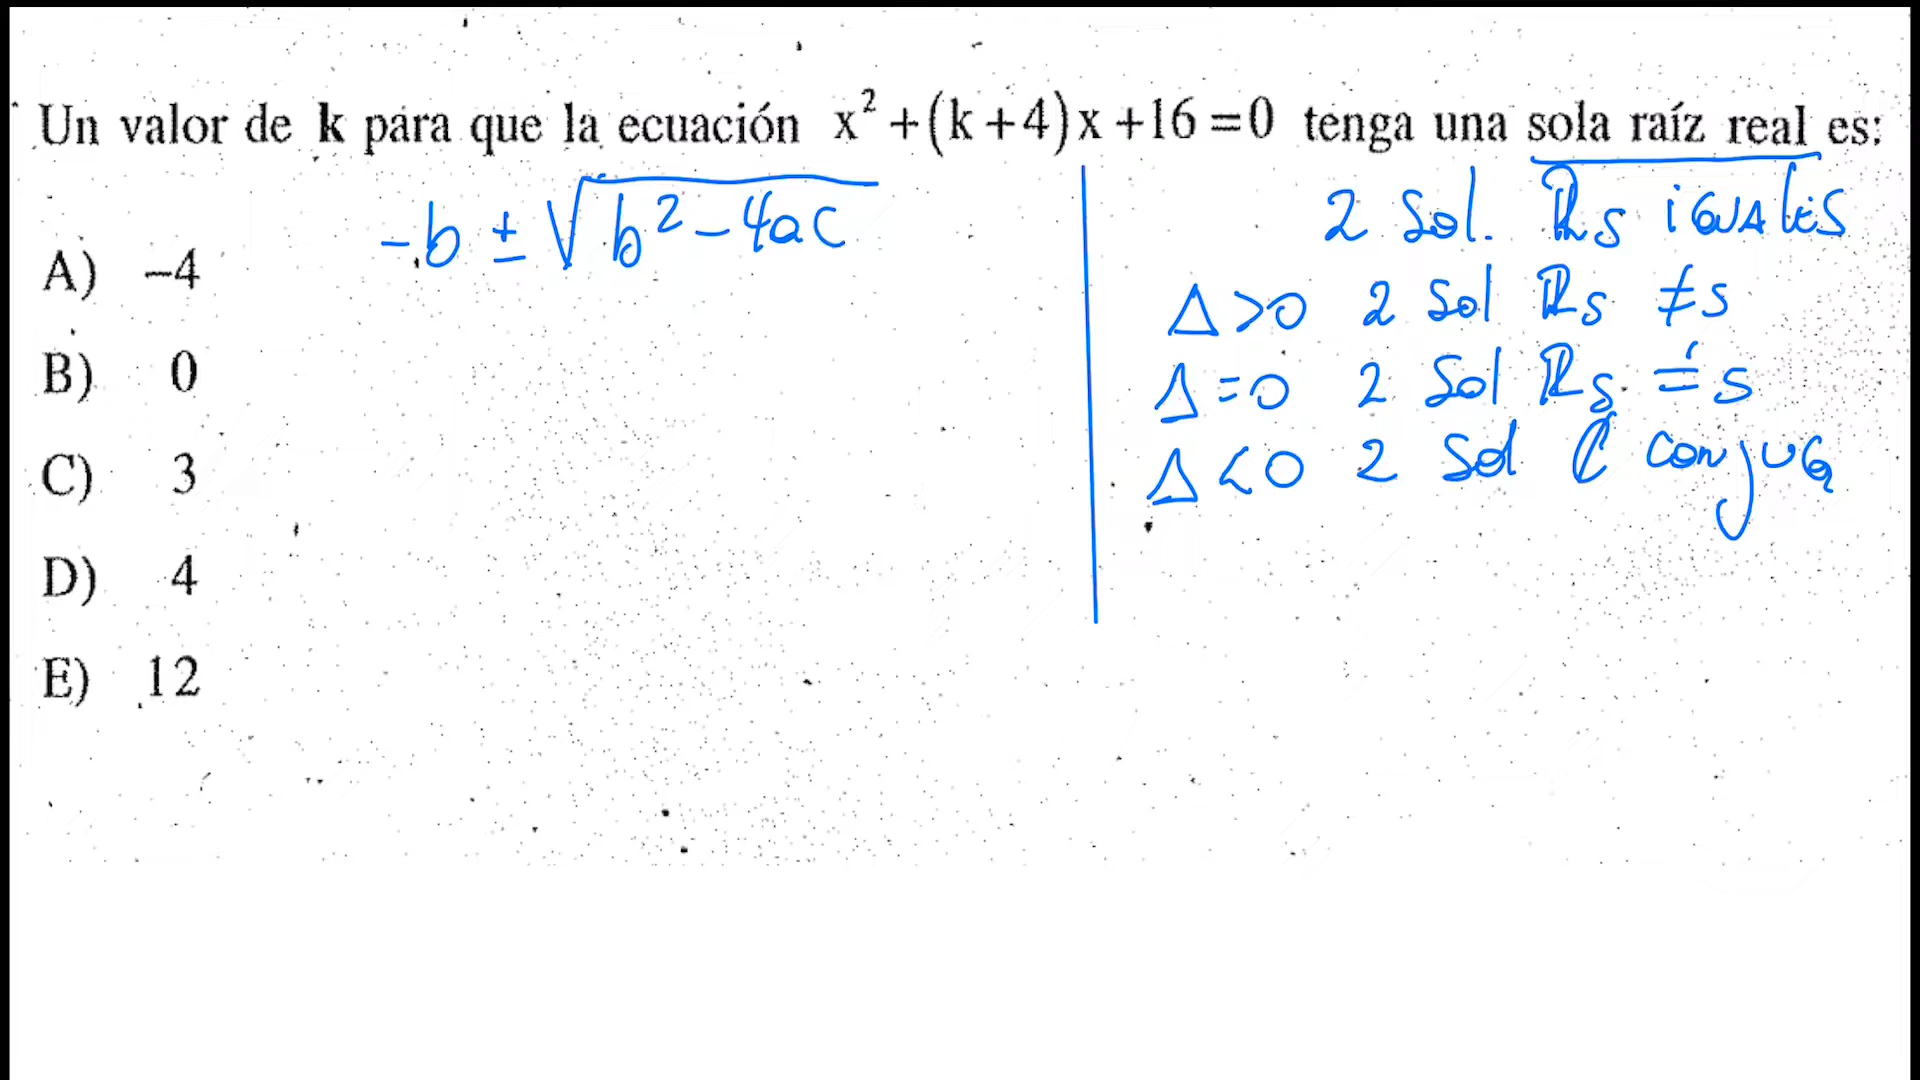 Un valor de k para que la ecuación x² + (k + 4)x + 16 = 0 tenga una sola raíz real es:
A) –4
B) 0
C) 3
D) 4
E) 12
-b ± √b² - 4ac
2 Sol. ℝs iguales
Δ>0 2 Sol ℝs ≠s
Δ=0 2 Sol ℝs =s
Δ<0 2 Sol ℂ conjug